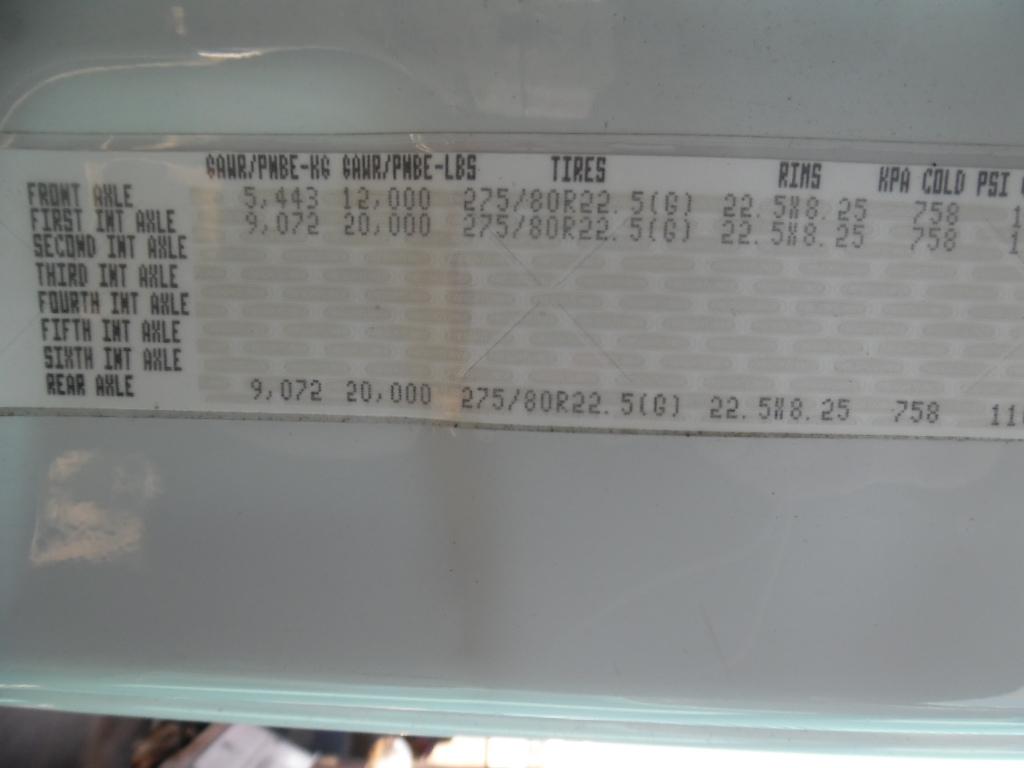 GAWR/PNBE-KG GAWR/PNBE-LBS TIRES RIMS KPA COLD PSI
FRONT AXLE 5,443 12,000 275/80R22.5(G) 22.5X8.25 758
FIRST INT AXLE 9,072 20,000 275/80R22.5(G) 22.5X8.25 758
SECOND INT AXLE
THIRD INT AXLE
FOURTH INT AXLE
FIFTH INT AXLE
SIXTH INT AXLE
REAR AXLE 9,072 20,000 275/80R22.5(G) 22.5X8.25 758